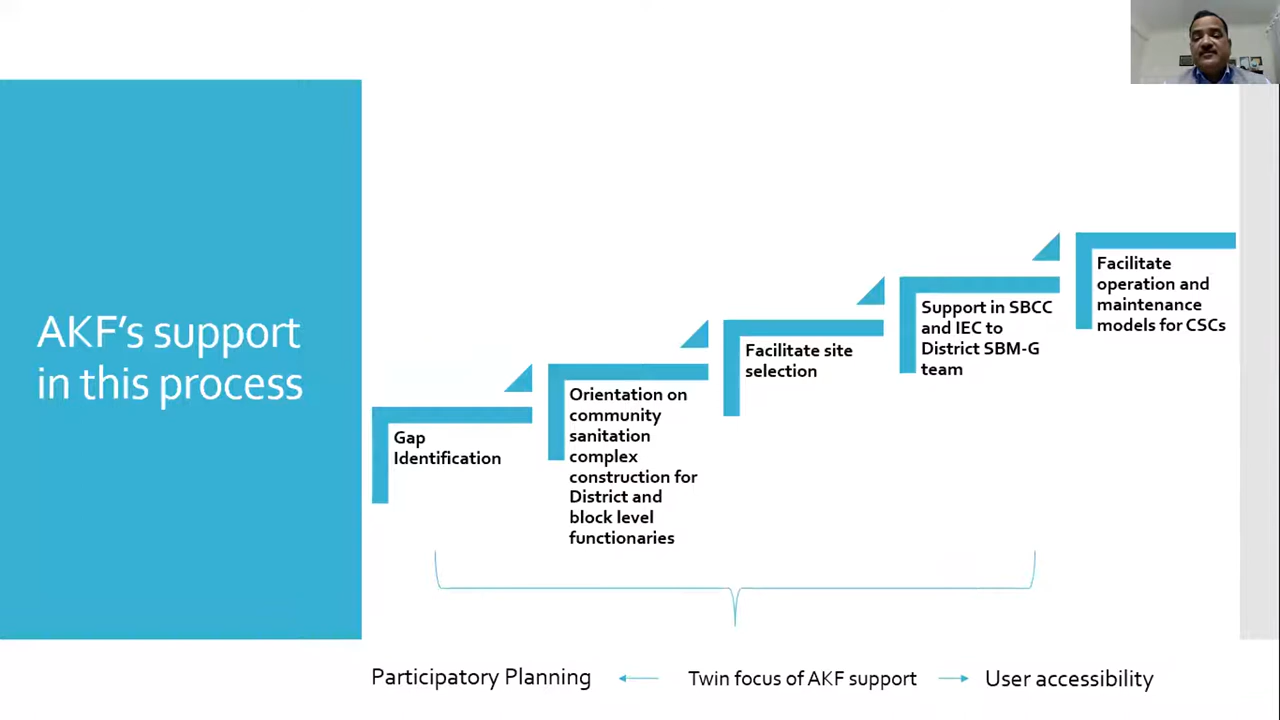 AKF’s support
in this process
Gap
Identification
Orientation on
community
sanitation
complex
construction for
District and
block level
functionaries
Facilitate site
selection
Support in SBCC
and IEC to
District SBM-G
team
Facilitate
operation and
maintenance
models for CSCs
Participatory Planning
Twin focus of AKF support
User accessibility